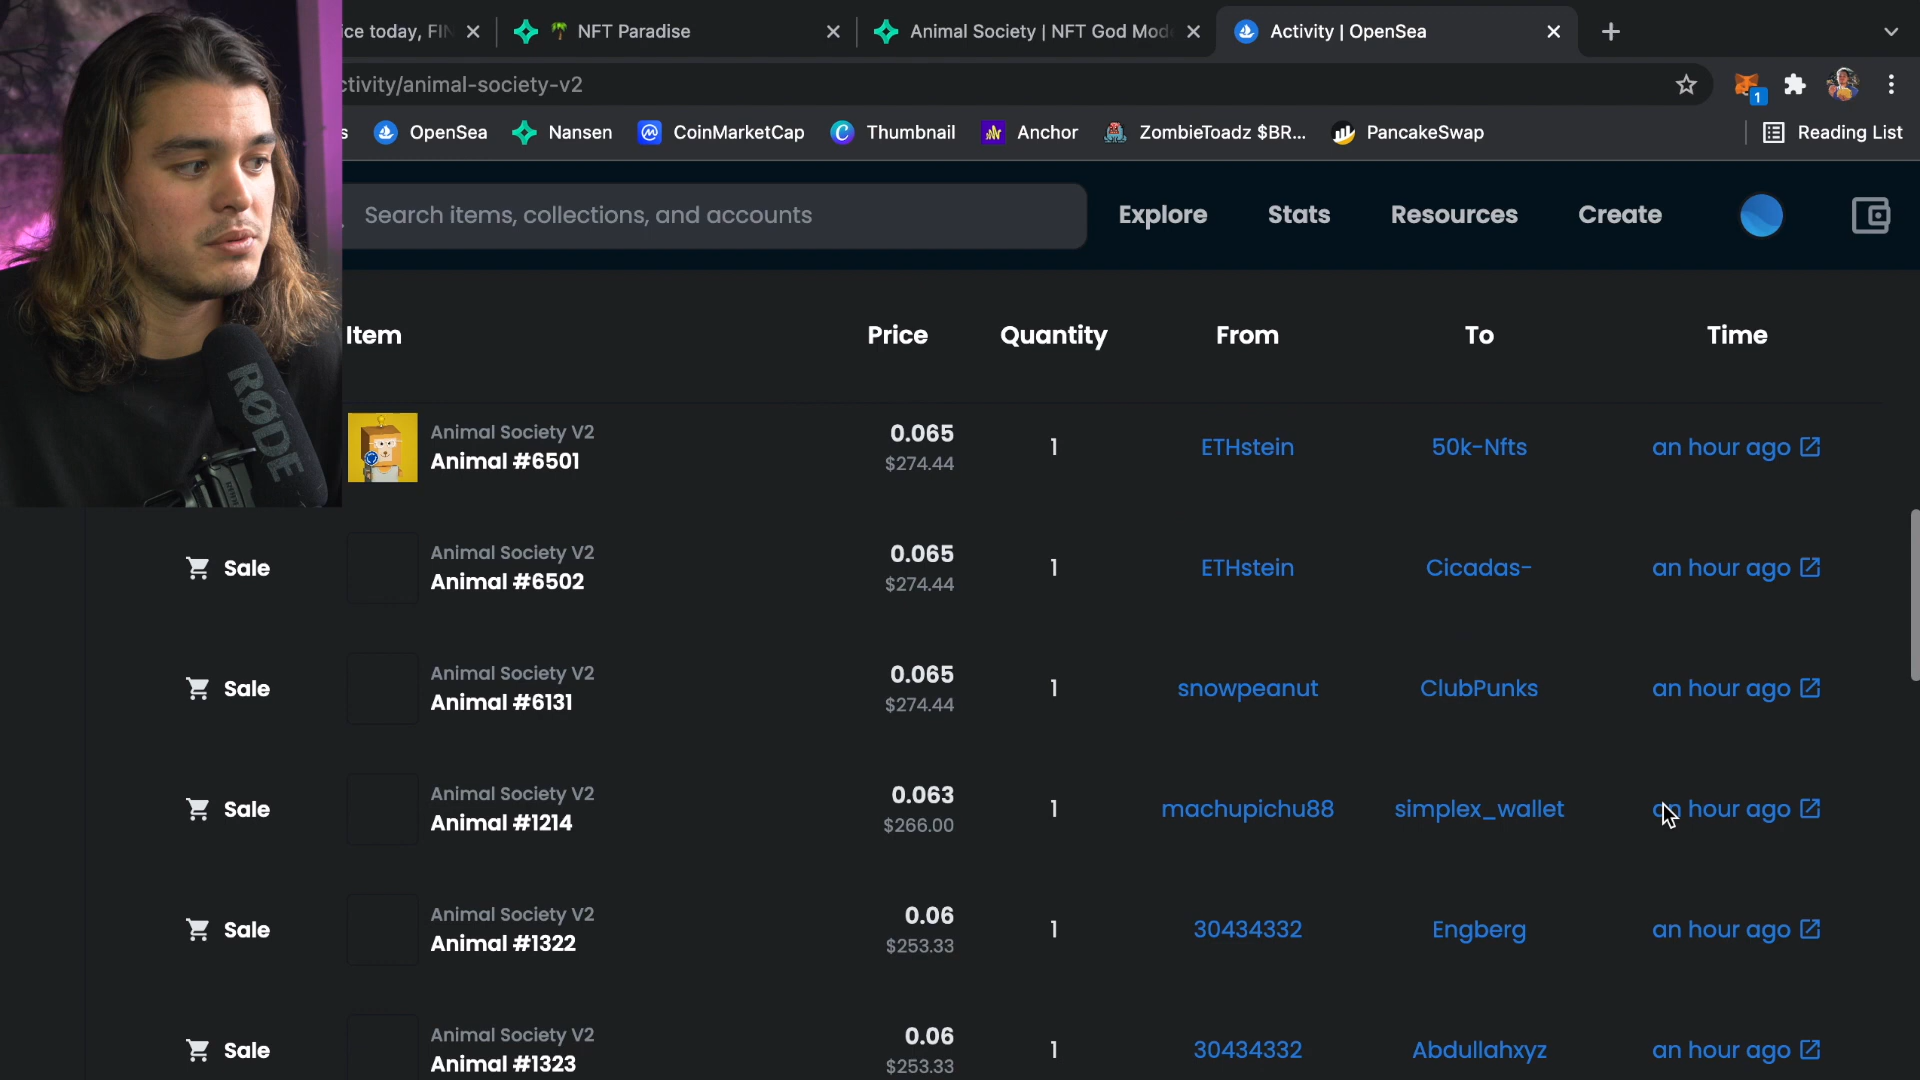 ice today, FIN
NFT Paradise
Animal Society | NFT God Mod
Activity | OpenSea
ctivity/animal-society-v2
1
s
OpenSea
Nansen
CoinMarketCap
Thumbnail
Anchor
ZombieToadz $BR...
PancakeSwap
Reading List
Search items, collections, and accounts
Explore
Stats
Resources
Create
RØDE
Item
Price
Quantity
From
To
Time
Animal Society V2
Animal #6501
0.065
$274.44
1
ETHstein
50k-Nfts
an hour ago
Sale
Animal Society V2
Animal #6502
0.065
$274.44
1
ETHstein
Cicadas-
an hour ago
Sale
Animal Society V2
Animal #6131
0.065
$274.44
1
snowpeanut
ClubPunks
an hour ago
Sale
Animal Society V2
Animal #1214
0.063
$266.00
1
machupichu88
simplex_wallet
an hour ago
Sale
Animal Society V2
Animal #1322
0.06
$253.33
1
30434332
Engberg
an hour ago
Sale
Animal Society V2
Animal #1323
0.06
$253.33
1
30434332
Abdullahxyz
an hour ago